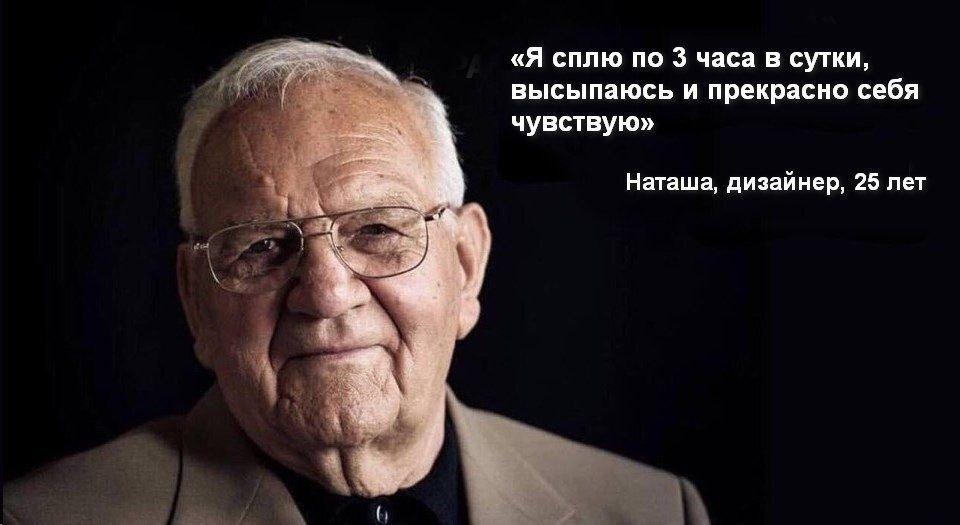 «Я сплю по 3 часа в сутки,
высыпаюсь и прекрасно себя
чувствую»
Наташа, дизайнер, 25 лет